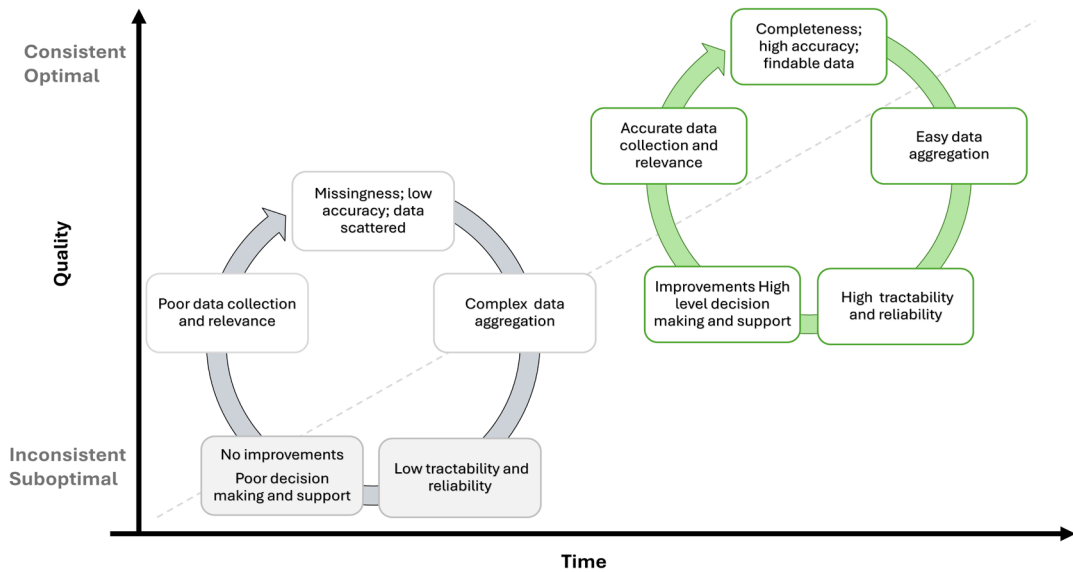 Consistent
Optimal
Completeness;
high accuracy;
findable data
Accurate data
collection and
relevance
Easy data
aggregation
Improvements High
level decision
making and support
High tractability
and reliability
Missingness; low
accuracy; data
scattered
Poor data collection
and relevance
Complex data
aggregation
No improvements
Poor decision
making and support
Low tractability and
reliability
Quality
Inconsistent
Suboptimal
Time